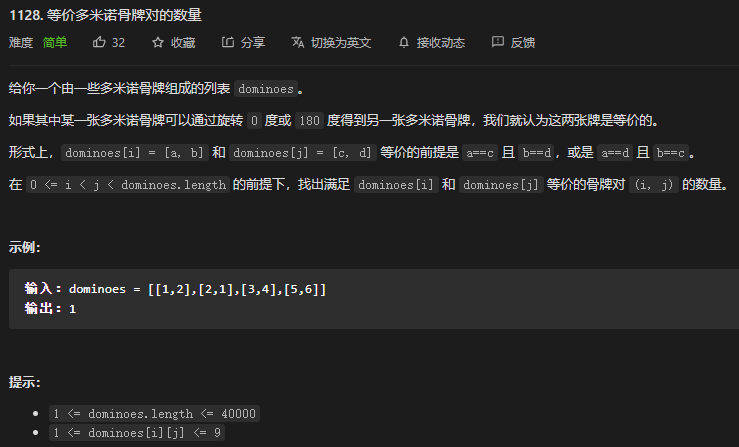 1128. 等价多米诺骨牌对的数量
难度 简单 32 收藏 分享 切换为英文 接收动态 反馈
给你一个由一些多米诺骨牌组成的列表 dominoes。
如果其中某一张多米诺骨牌可以通过旋转 0 度或 180 度得到另一张多米诺骨牌，我们就认为这两张牌是等价的。
形式上，dominoes[i] = [a, b] 和 dominoes[j] = [c, d] 等价的前提是 a==c 且 b==d，或是 a==d 且 b==c。
在 0 <= i < j < dominoes.length 的前提下，找出满足 dominoes[i] 和 dominoes[j] 等价的骨牌对 (i, j) 的数量。
示例：
输入：dominoes = [[1,2],[2,1],[3,4],[5,6]]
输出：1
提示：
• 1 <= dominoes.length <= 40000
• 1 <= dominoes[i][j] <= 9